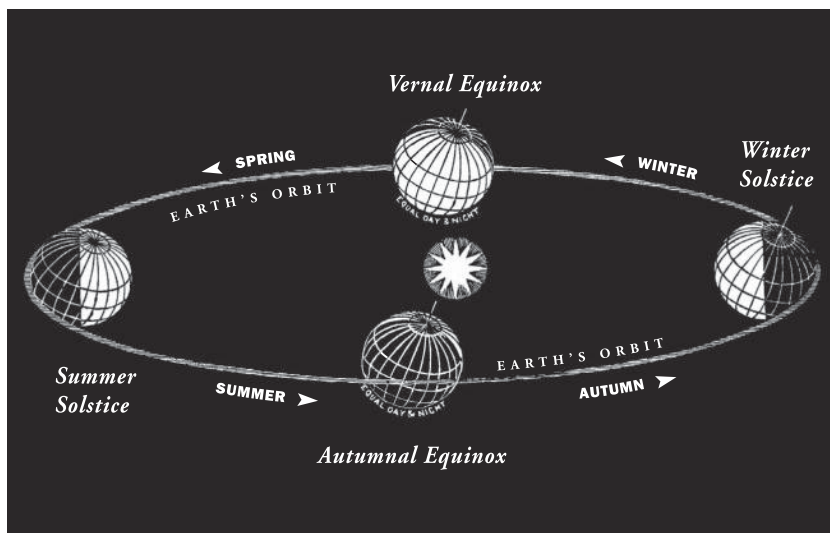 Vernal Equinox
Winter
Solstice
SPRING
WINTER
EARTH'S ORBIT
EQUAL DAY & NIGHT
EARTH'S ORBIT
Summer
Solstice
SUMMER
AUTUMN
EQUAL DAY & NIGHT
Autumnal Equinox